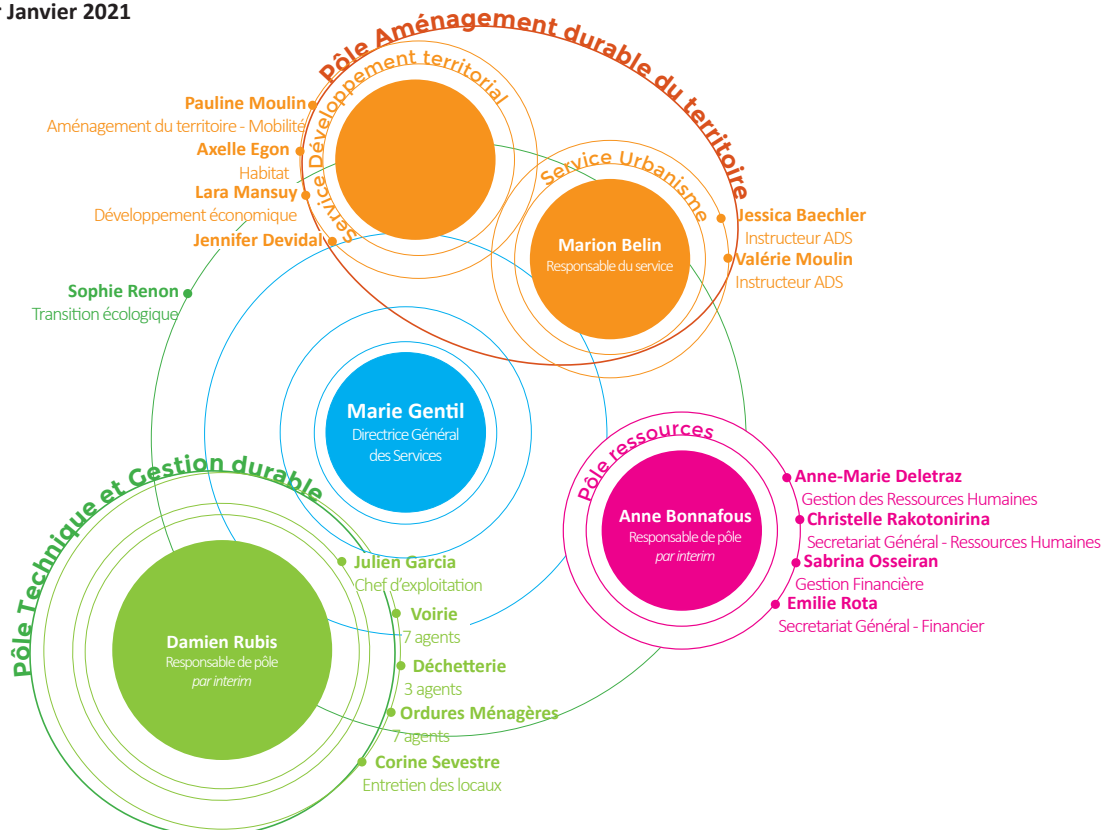 r Janvier 2021
Pôle Aménagement durable du territoire
Service Développement territorial
Pauline Moulin
Aménagement du territoire - Mobilité
Axelle Egon
Habitat
Lara Mansuy
Développement économique
Jennifer Devidal
Service Urbanisme
Marion Belin
Responsable du service
Jessica Baechler
Instructeur ADS
Valérie Moulin
Instructeur ADS
Sophie Renon
Transition écologique
Marie Gentil
Directrice Général
des Services
Pôle ressources
Anne Bonnafous
Responsable de pôle
par interim
Anne-Marie Deletraz
Gestion des Ressources Humaines
Christelle Rakotonirina
Secretariat Général - Ressources Humaines
Sabrina Osseiran
Gestion Financière
Emilie Rota
Secretariat Général - Financier
Pôle Technique et Gestion durable
Damien Rubis
Responsable de pôle
par interim
Julien Garcia
Chef d'exploitation
Voirie
7 agents
Déchetterie
3 agents
Ordures Ménagères
7 agents
Corine Sevestre
Entretien des locaux